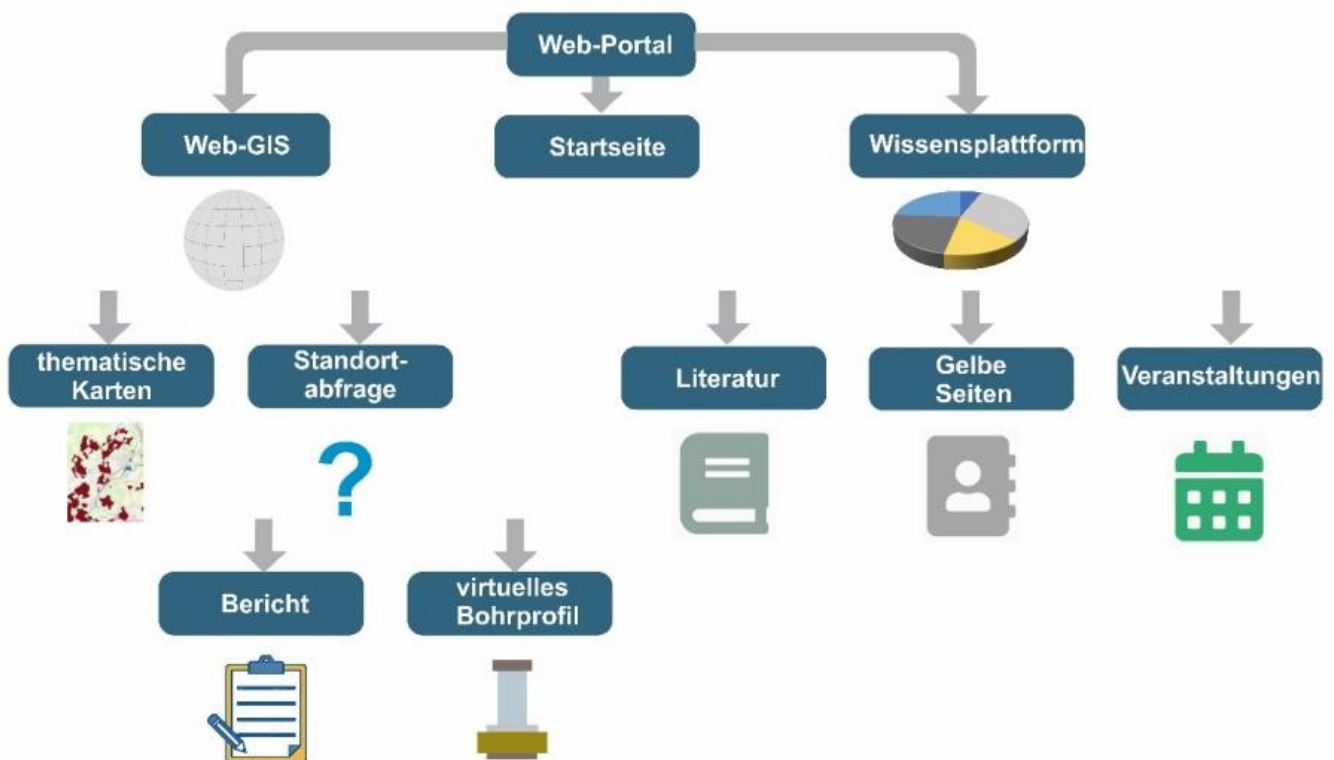 Web-Portal
Web-GIS
Startseite
Wissensplattform
thematische
Karten
Standort-
abfrage
Literatur
Gelbe
Seiten
Veranstaltungen
?
Bericht
virtuelles
Bohrprofil